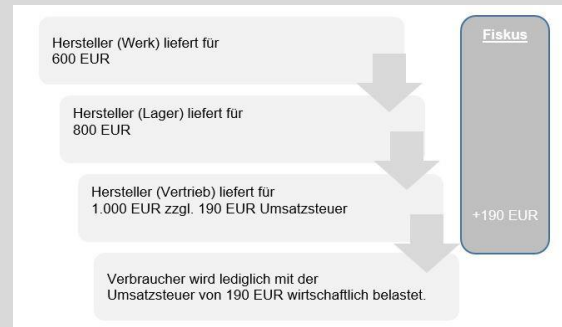 Hersteller (Werk) liefert für
600 EUR
Fiskus
Hersteller (Lager) liefert für
800 EUR
Hersteller (Vertrieb) liefert für
1.000 EUR zzgl. 190 EUR Umsatzsteuer
+190 EUR
Verbraucher wird lediglich mit der
Umsatzsteuer von 190 EUR wirtschaftlich belastet.